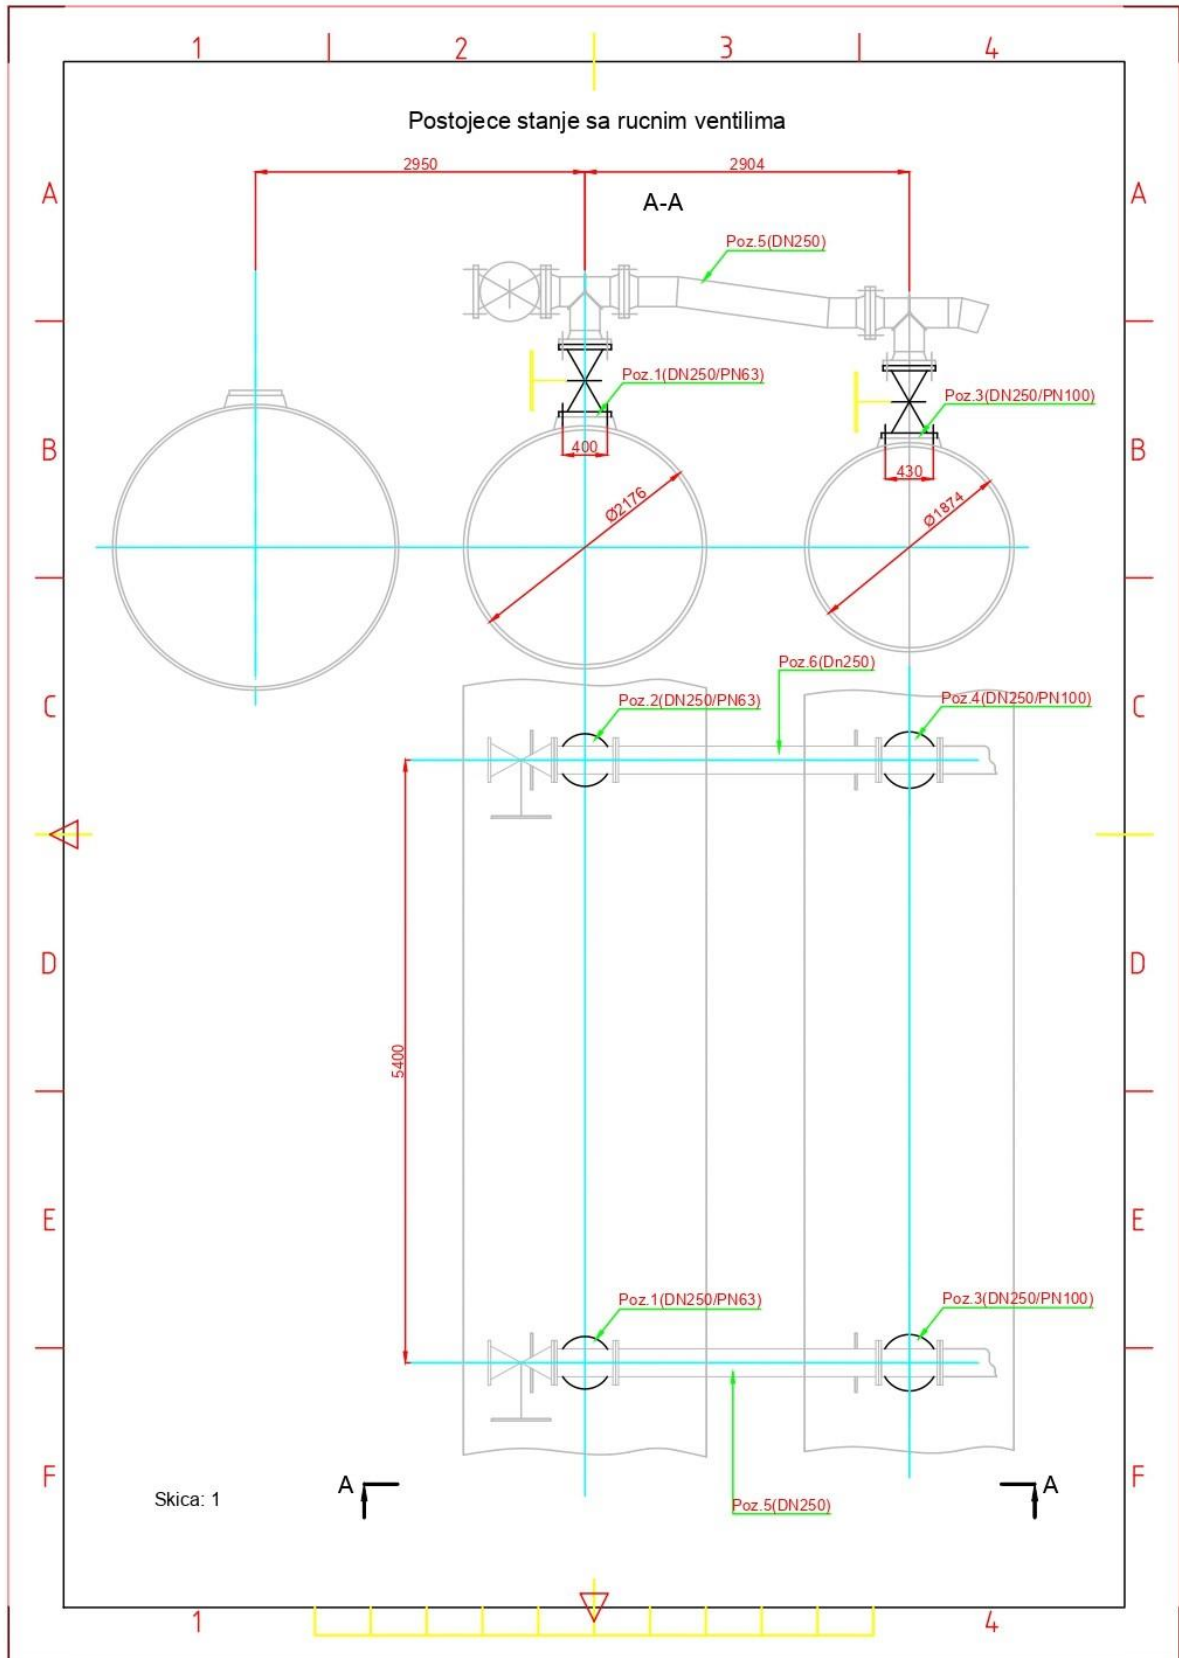 1 2 3 4
Postojece stanje sa rucnim ventilima
2950 2904
A A
A-A
Poz.5(DN250)
Poz.1(DN250/PN63)
Poz.3(DN250/PN100)
B B
400
430
Ø2176
Ø1874
Poz.6(Dn250)
Poz.2(DN250/PN63) Poz.4(DN250/PN100)
C C
D D
5400
E E
Poz.1(DN250/PN63) Poz.3(DN250/PN100)
F F
A A
Skica: 1
Poz.5(DN250)
1 4